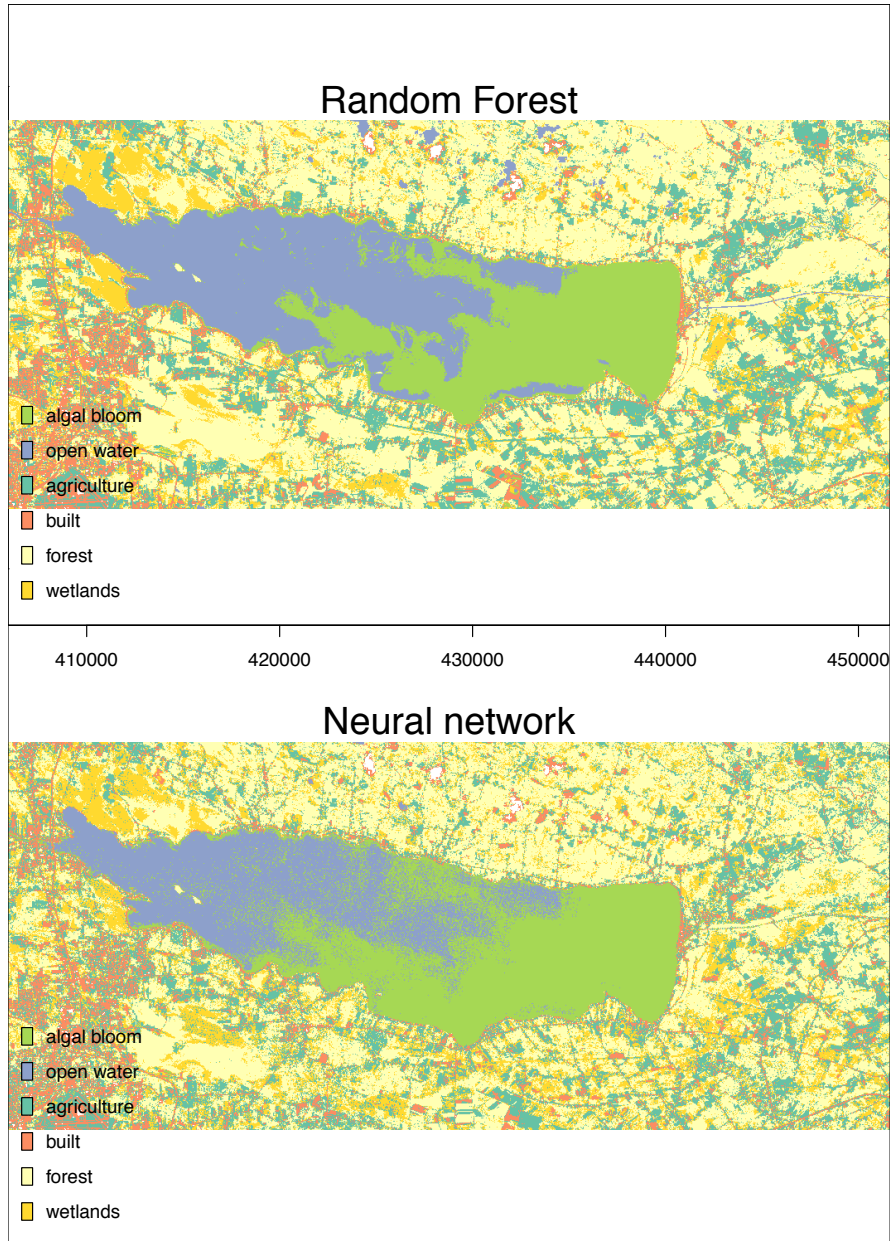 Random Forest
algal bloom
open water
agriculture
built
forest
wetlands
410000 420000 430000 440000 450000
Neural network
algal bloom
open water
agriculture
built
forest
wetlands